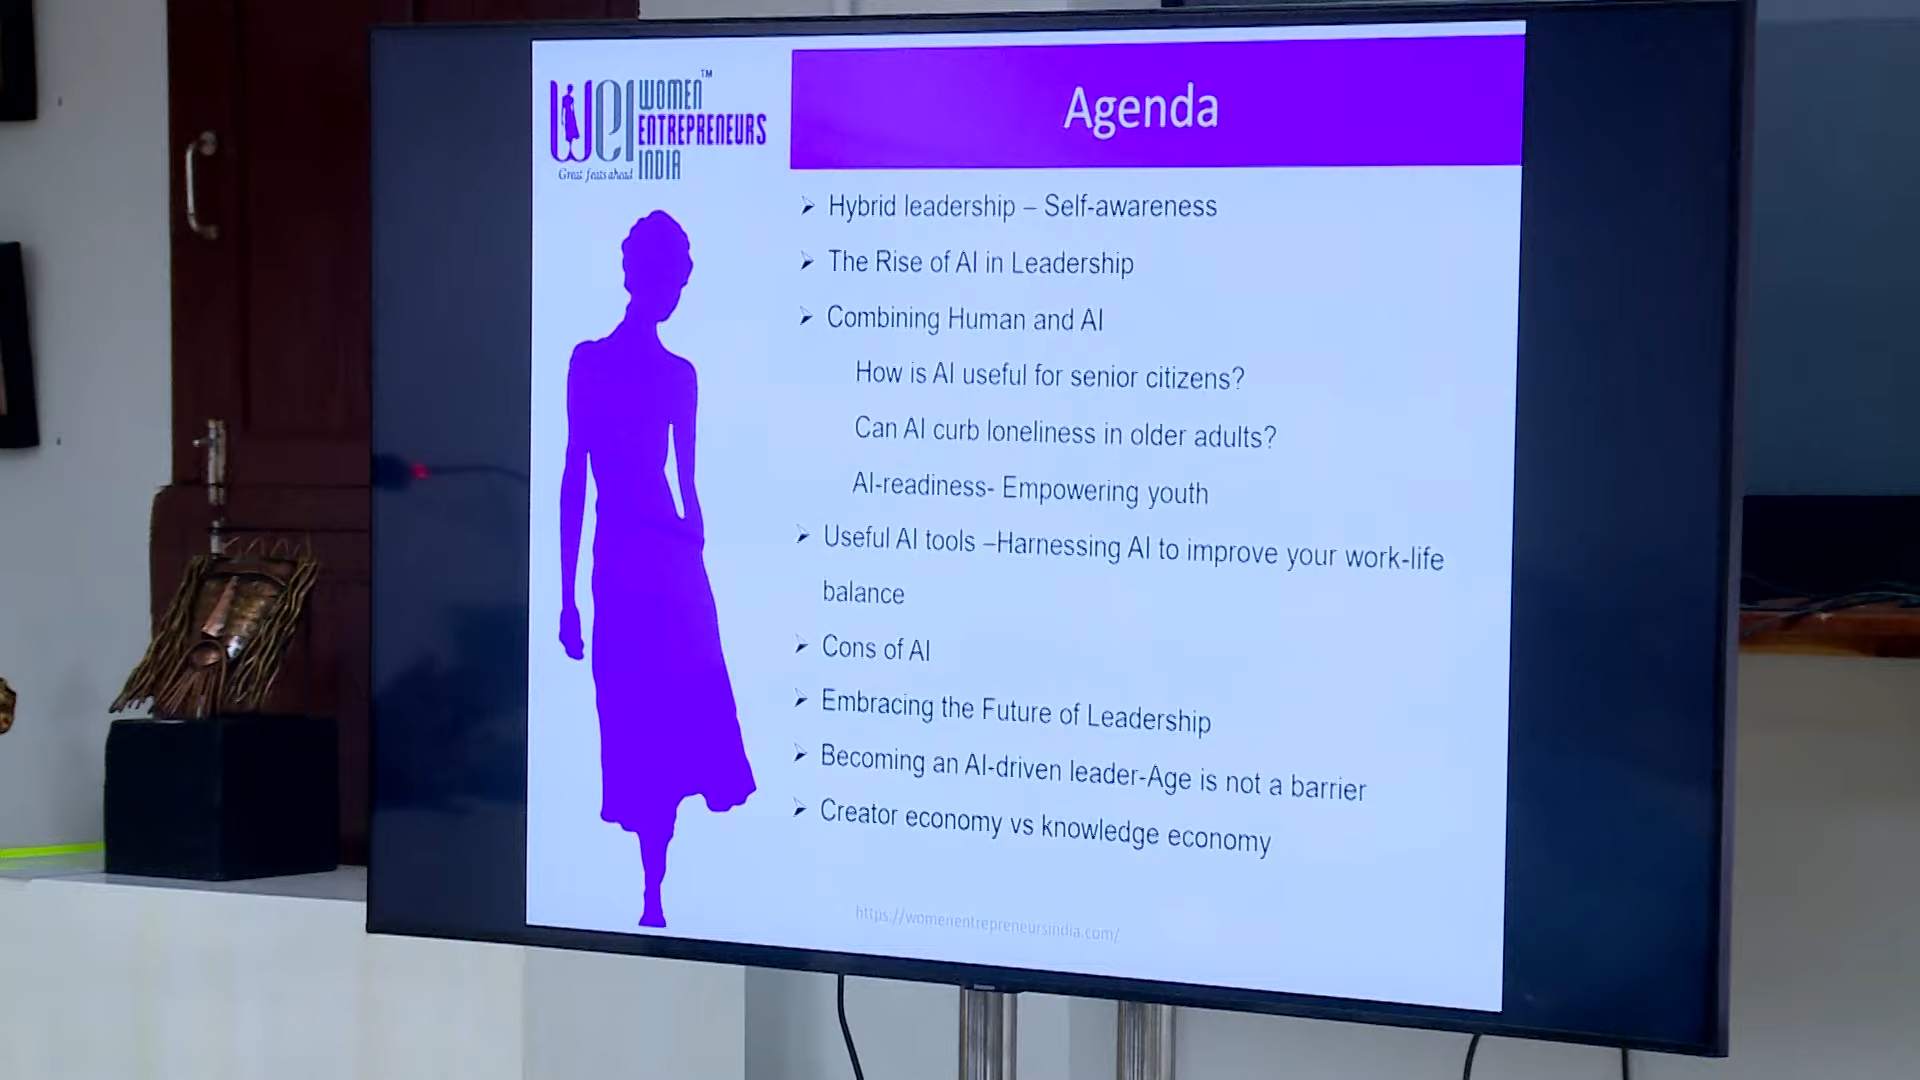 WEI WOMEN™
ENTREPRENEURS
INDIA
Great feats ahead
Agenda
➢ Hybrid leadership – Self-awareness
➢ The Rise of AI in Leadership
➢ Combining Human and AI
How is AI useful for senior citizens?
Can AI curb loneliness in older adults?
AI-readiness- Empowering youth
➢ Useful AI tools –Harnessing AI to improve your work-life
balance
➢ Cons of AI
➢ Embracing the Future of Leadership
➢ Becoming an AI-driven leader-Age is not a barrier
➢ Creator economy vs knowledge economy
https://womenentrepreneursindia.com/